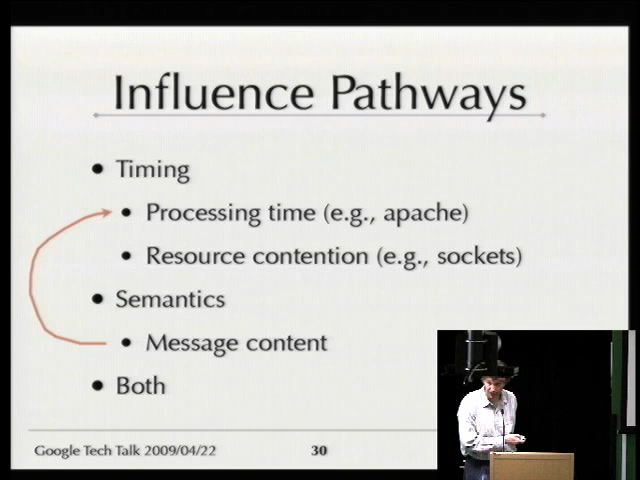 Influence Pathways
• Timing
• Processing time (e.g., apache)
• Resource contention (e.g., sockets)
• Semantics
• Message content
• Both
Google Tech Talk 2009/04/22
30